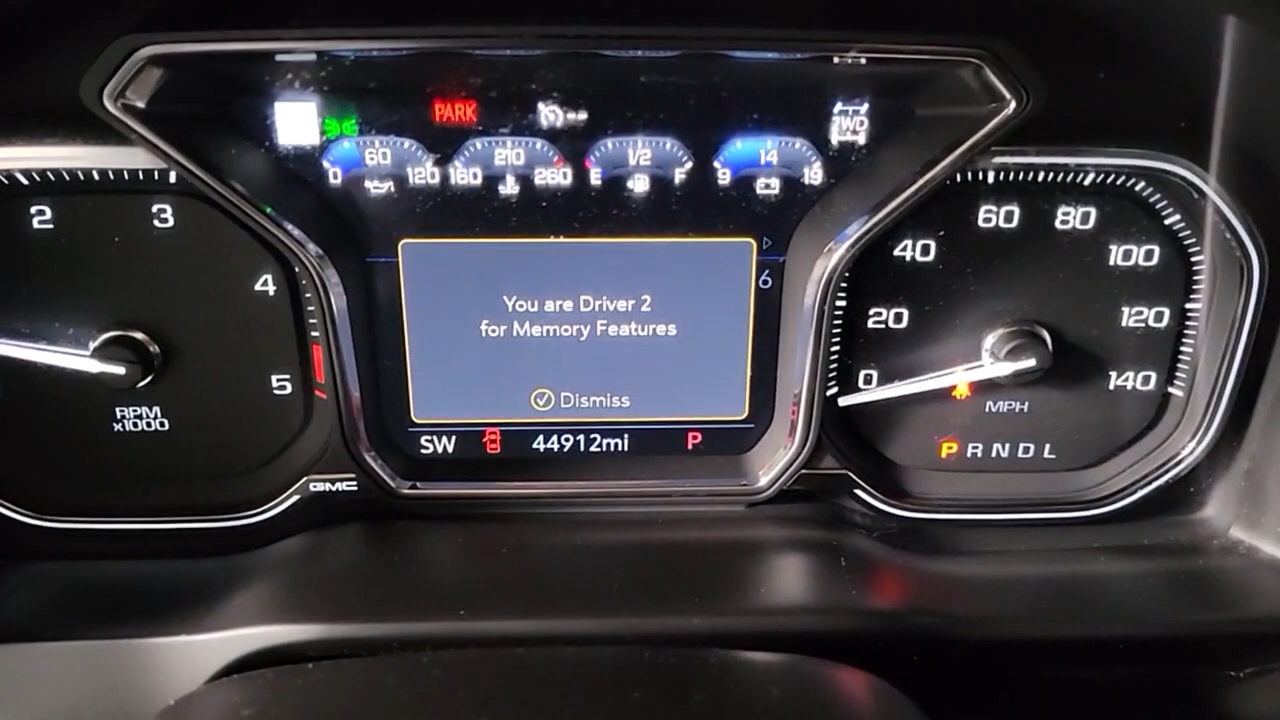 PARK
2WD
0 60 120
160 210 260
E 1/2 F
9 14 19
2 3 4 5
RPM
x1000
GMC
6
You are Driver 2
for Memory Features
Dismiss
SW 44912mi P
0 20 40 60 80 100 120 140
MPH
P R N D L